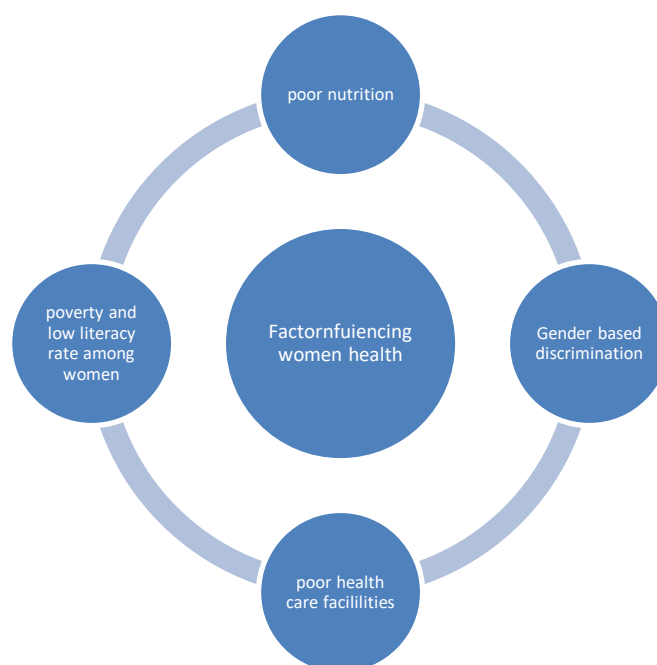 poor nutrition
Gender based
discrimination
poor health
care facililities
poverty and
low literacy
rate among
women
Factornfuiencing
women health